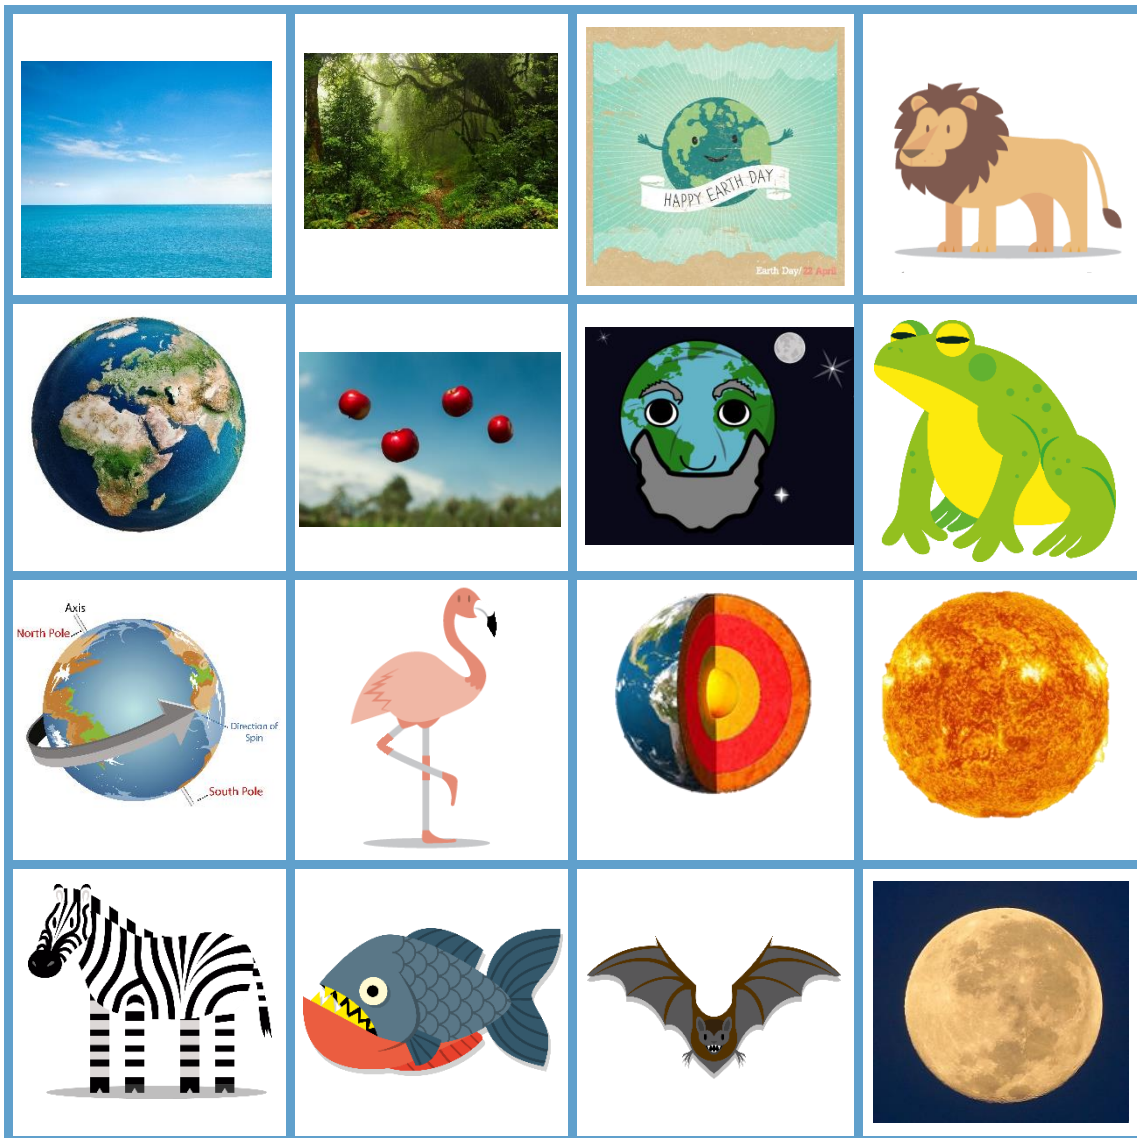 HAPPY EARTH DAY
Earth Day/ 22 April
Axis
North Pole
Direction of
Spin
South Pole